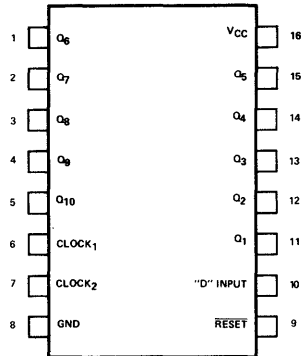 1 Q6 VCC 16
2 Q7 Q5 15
3 Q8 Q4 14
4 Q9 Q3 13
5 Q10 Q2 12
6 CLOCK1 Q1 11
7 CLOCK2 "D" INPUT 10
8 GND RESET 9